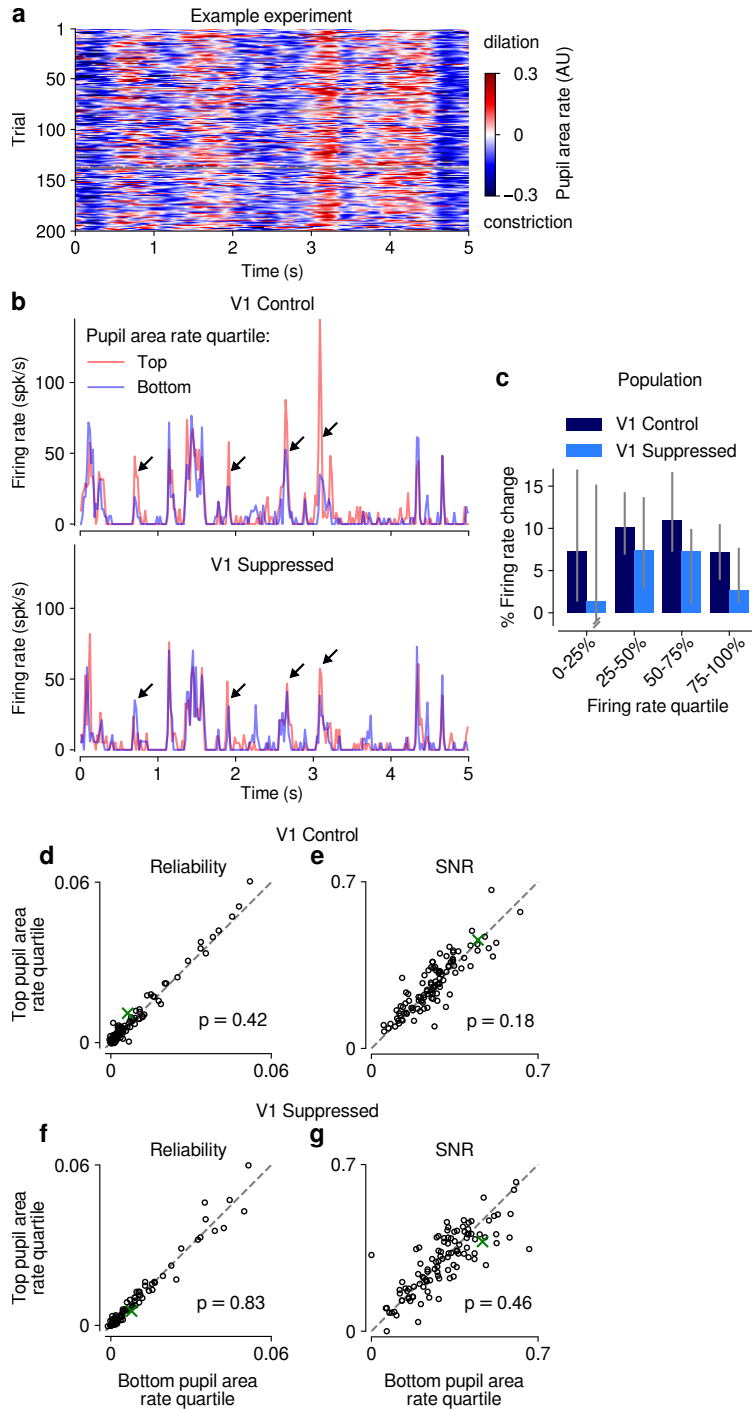 a
Example experiment
Trial
1
50
100
150
200
0 1 2 3 4 5
Time (s)
dilation
0.3
0
−0.3
constriction
Pupil area rate (AU)
b
V1 Control
Firing rate (spk/s)
100
50
0
Pupil area rate quartile:
Top
Bottom
V1 Suppressed
Firing rate (spk/s)
100
50
0
0 1 2 3 4 5
Time (s)
c
Population
V1 Control
V1 Suppressed
% Firing rate change
15
10
5
0
0-25% 25-50% 50-75% 75-100%
Firing rate quartile
V1 Control
d
Reliability
Top pupil area
rate quartile
0.06
0
p = 0.42
0 0.06
e
SNR
0.7
0
p = 0.18
0 0.7
V1 Suppressed
f
Reliability
Top pupil area
rate quartile
0.06
0
p = 0.83
0 0.06
Bottom pupil area
rate quartile
g
SNR
0.7
0
p = 0.46
0 0.7
Bottom pupil area
rate quartile